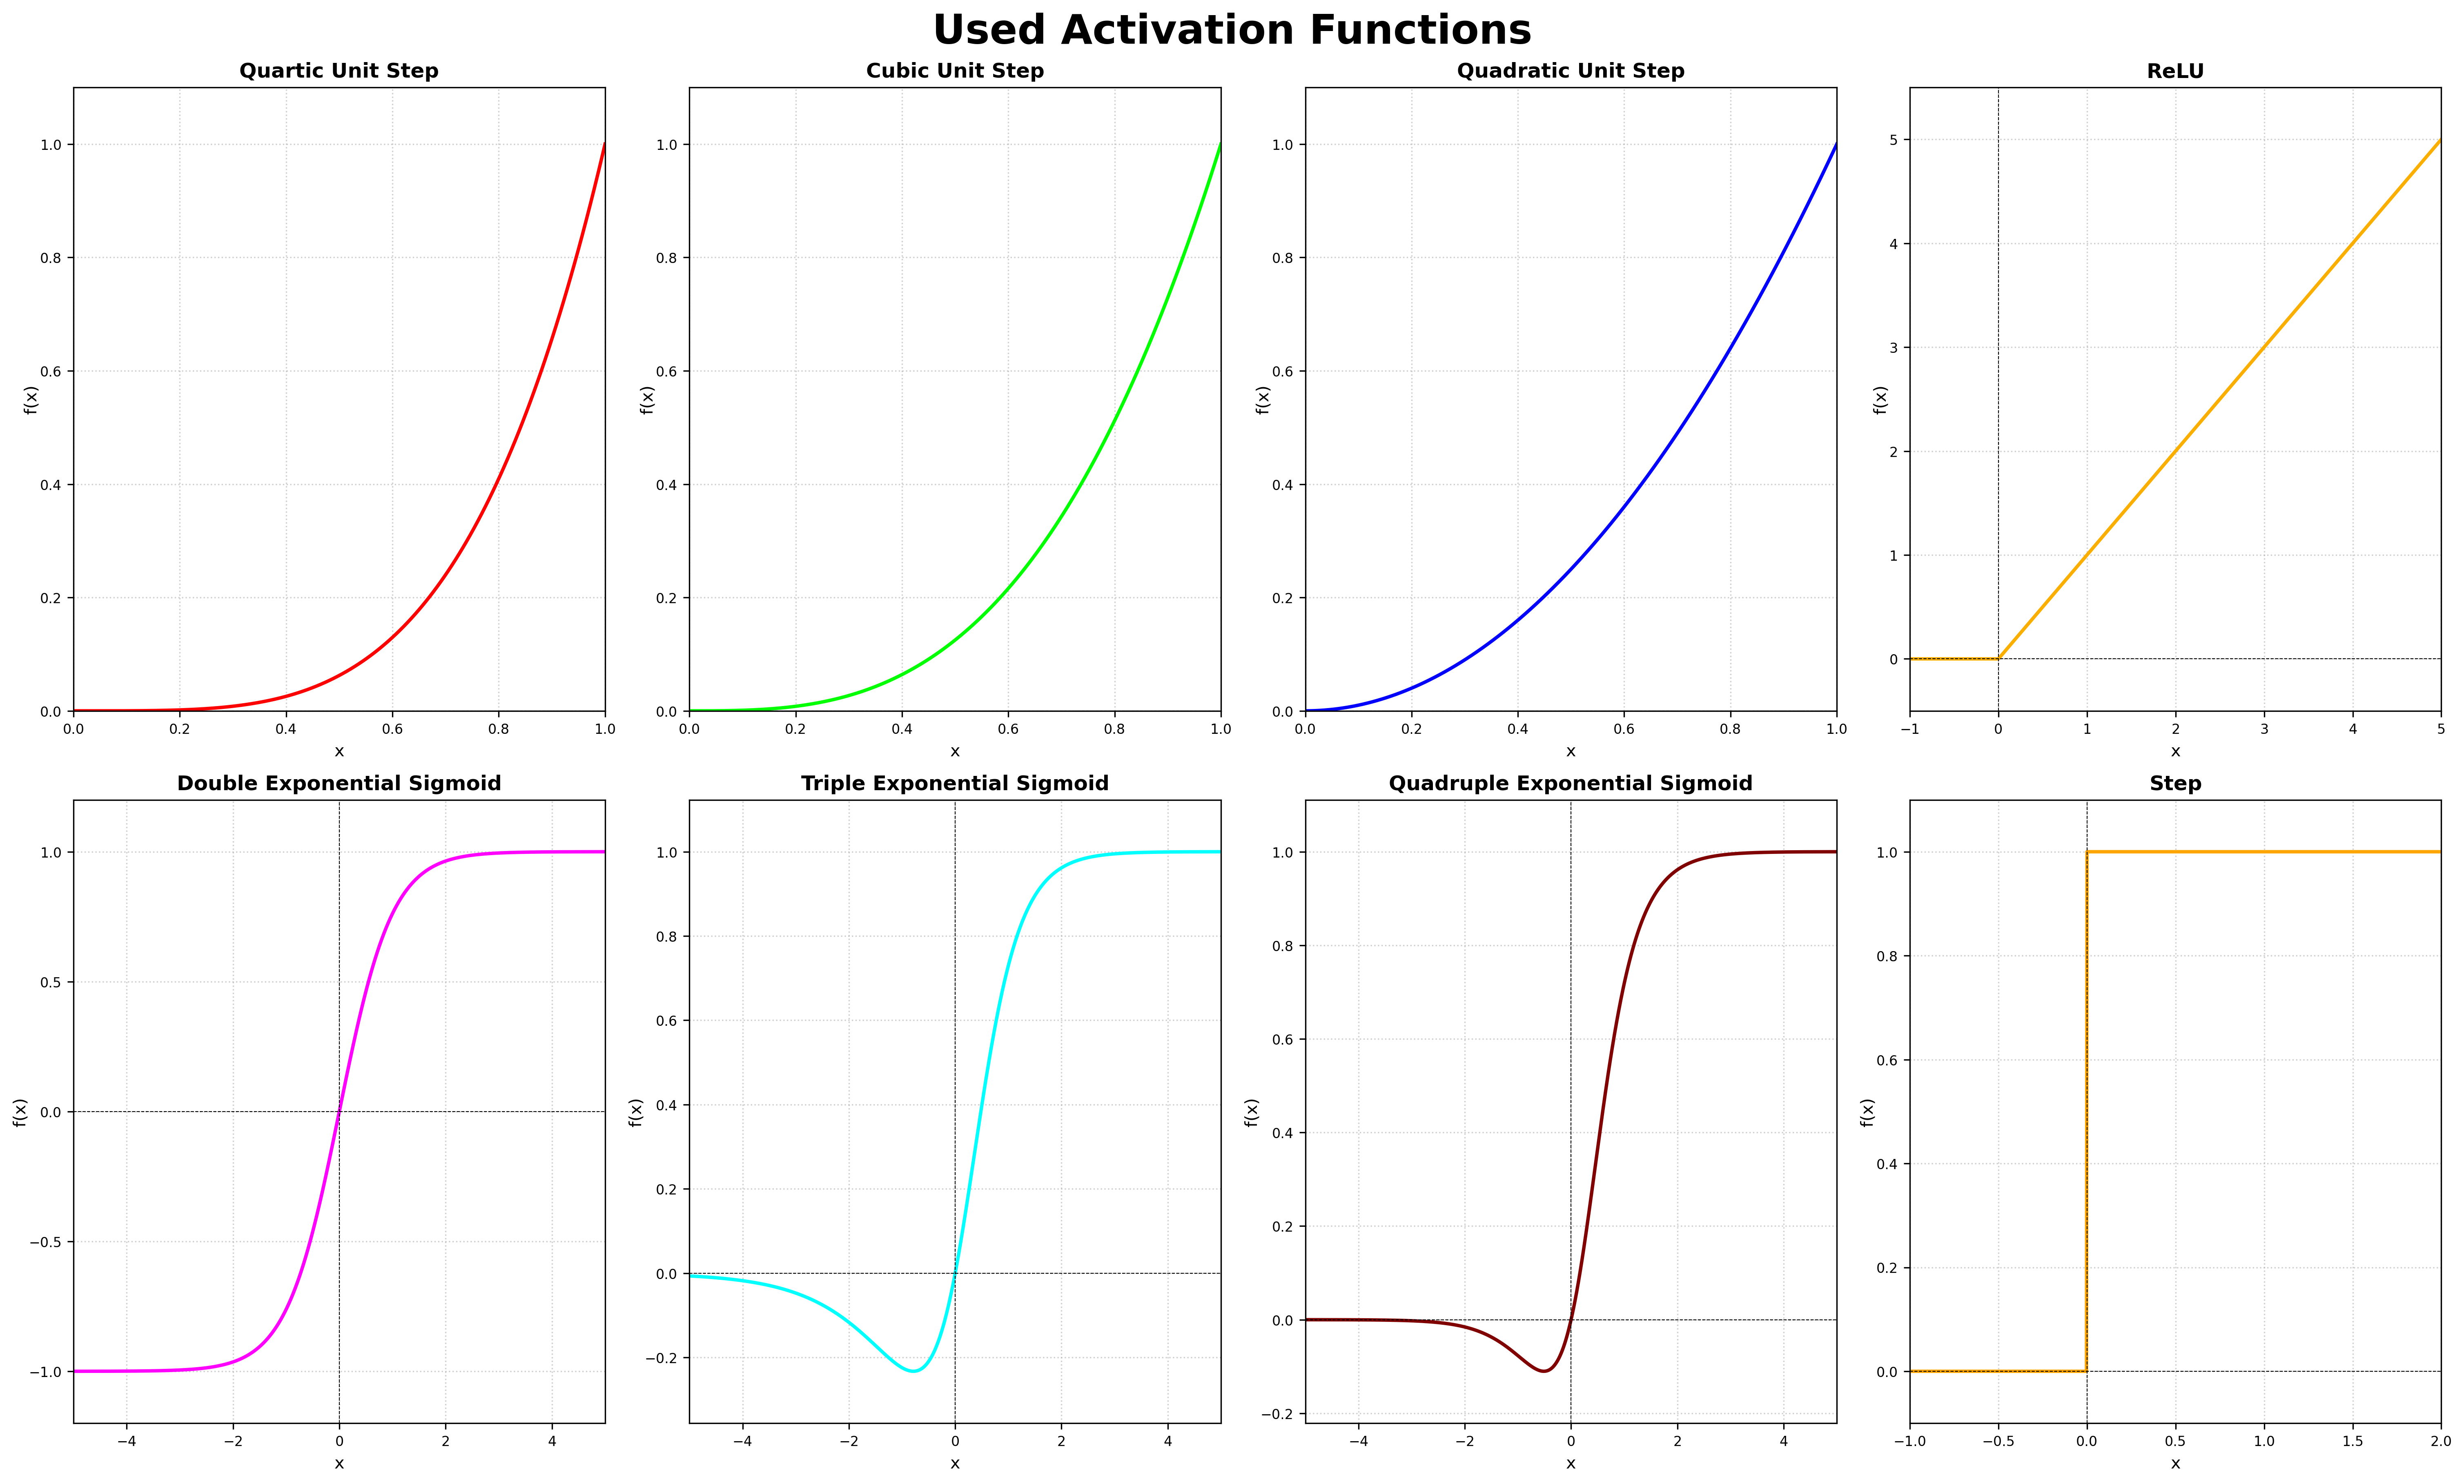 Used Activation Functions
Quartic Unit Step
1.0
0.8
0.6
0.4
0.2
0.0
f(x)
0.0 0.2 0.4 0.6 0.8 1.0
x
Cubic Unit Step
1.0
0.8
0.6
0.4
0.2
0.0
f(x)
0.0 0.2 0.4 0.6 0.8 1.0
x
Quadratic Unit Step
1.0
0.8
0.6
0.4
0.2
0.0
f(x)
0.0 0.2 0.4 0.6 0.8 1.0
x
ReLU
5
4
3
2
1
0
f(x)
−1 0 1 2 3 4 5
x
Double Exponential Sigmoid
1.0
0.5
0.0
−0.5
−1.0
f(x)
−4 −2 0 2 4
x
Triple Exponential Sigmoid
1.0
0.8
0.6
0.4
0.2
0.0
−0.2
f(x)
−4 −2 0 2 4
x
Quadruple Exponential Sigmoid
1.0
0.8
0.6
0.4
0.2
0.0
−0.2
f(x)
−4 −2 0 2 4
x
Step
1.0
0.8
0.6
0.4
0.2
0.0
f(x)
−1.0 −0.5 0.0 0.5 1.0 1.5 2.0
x